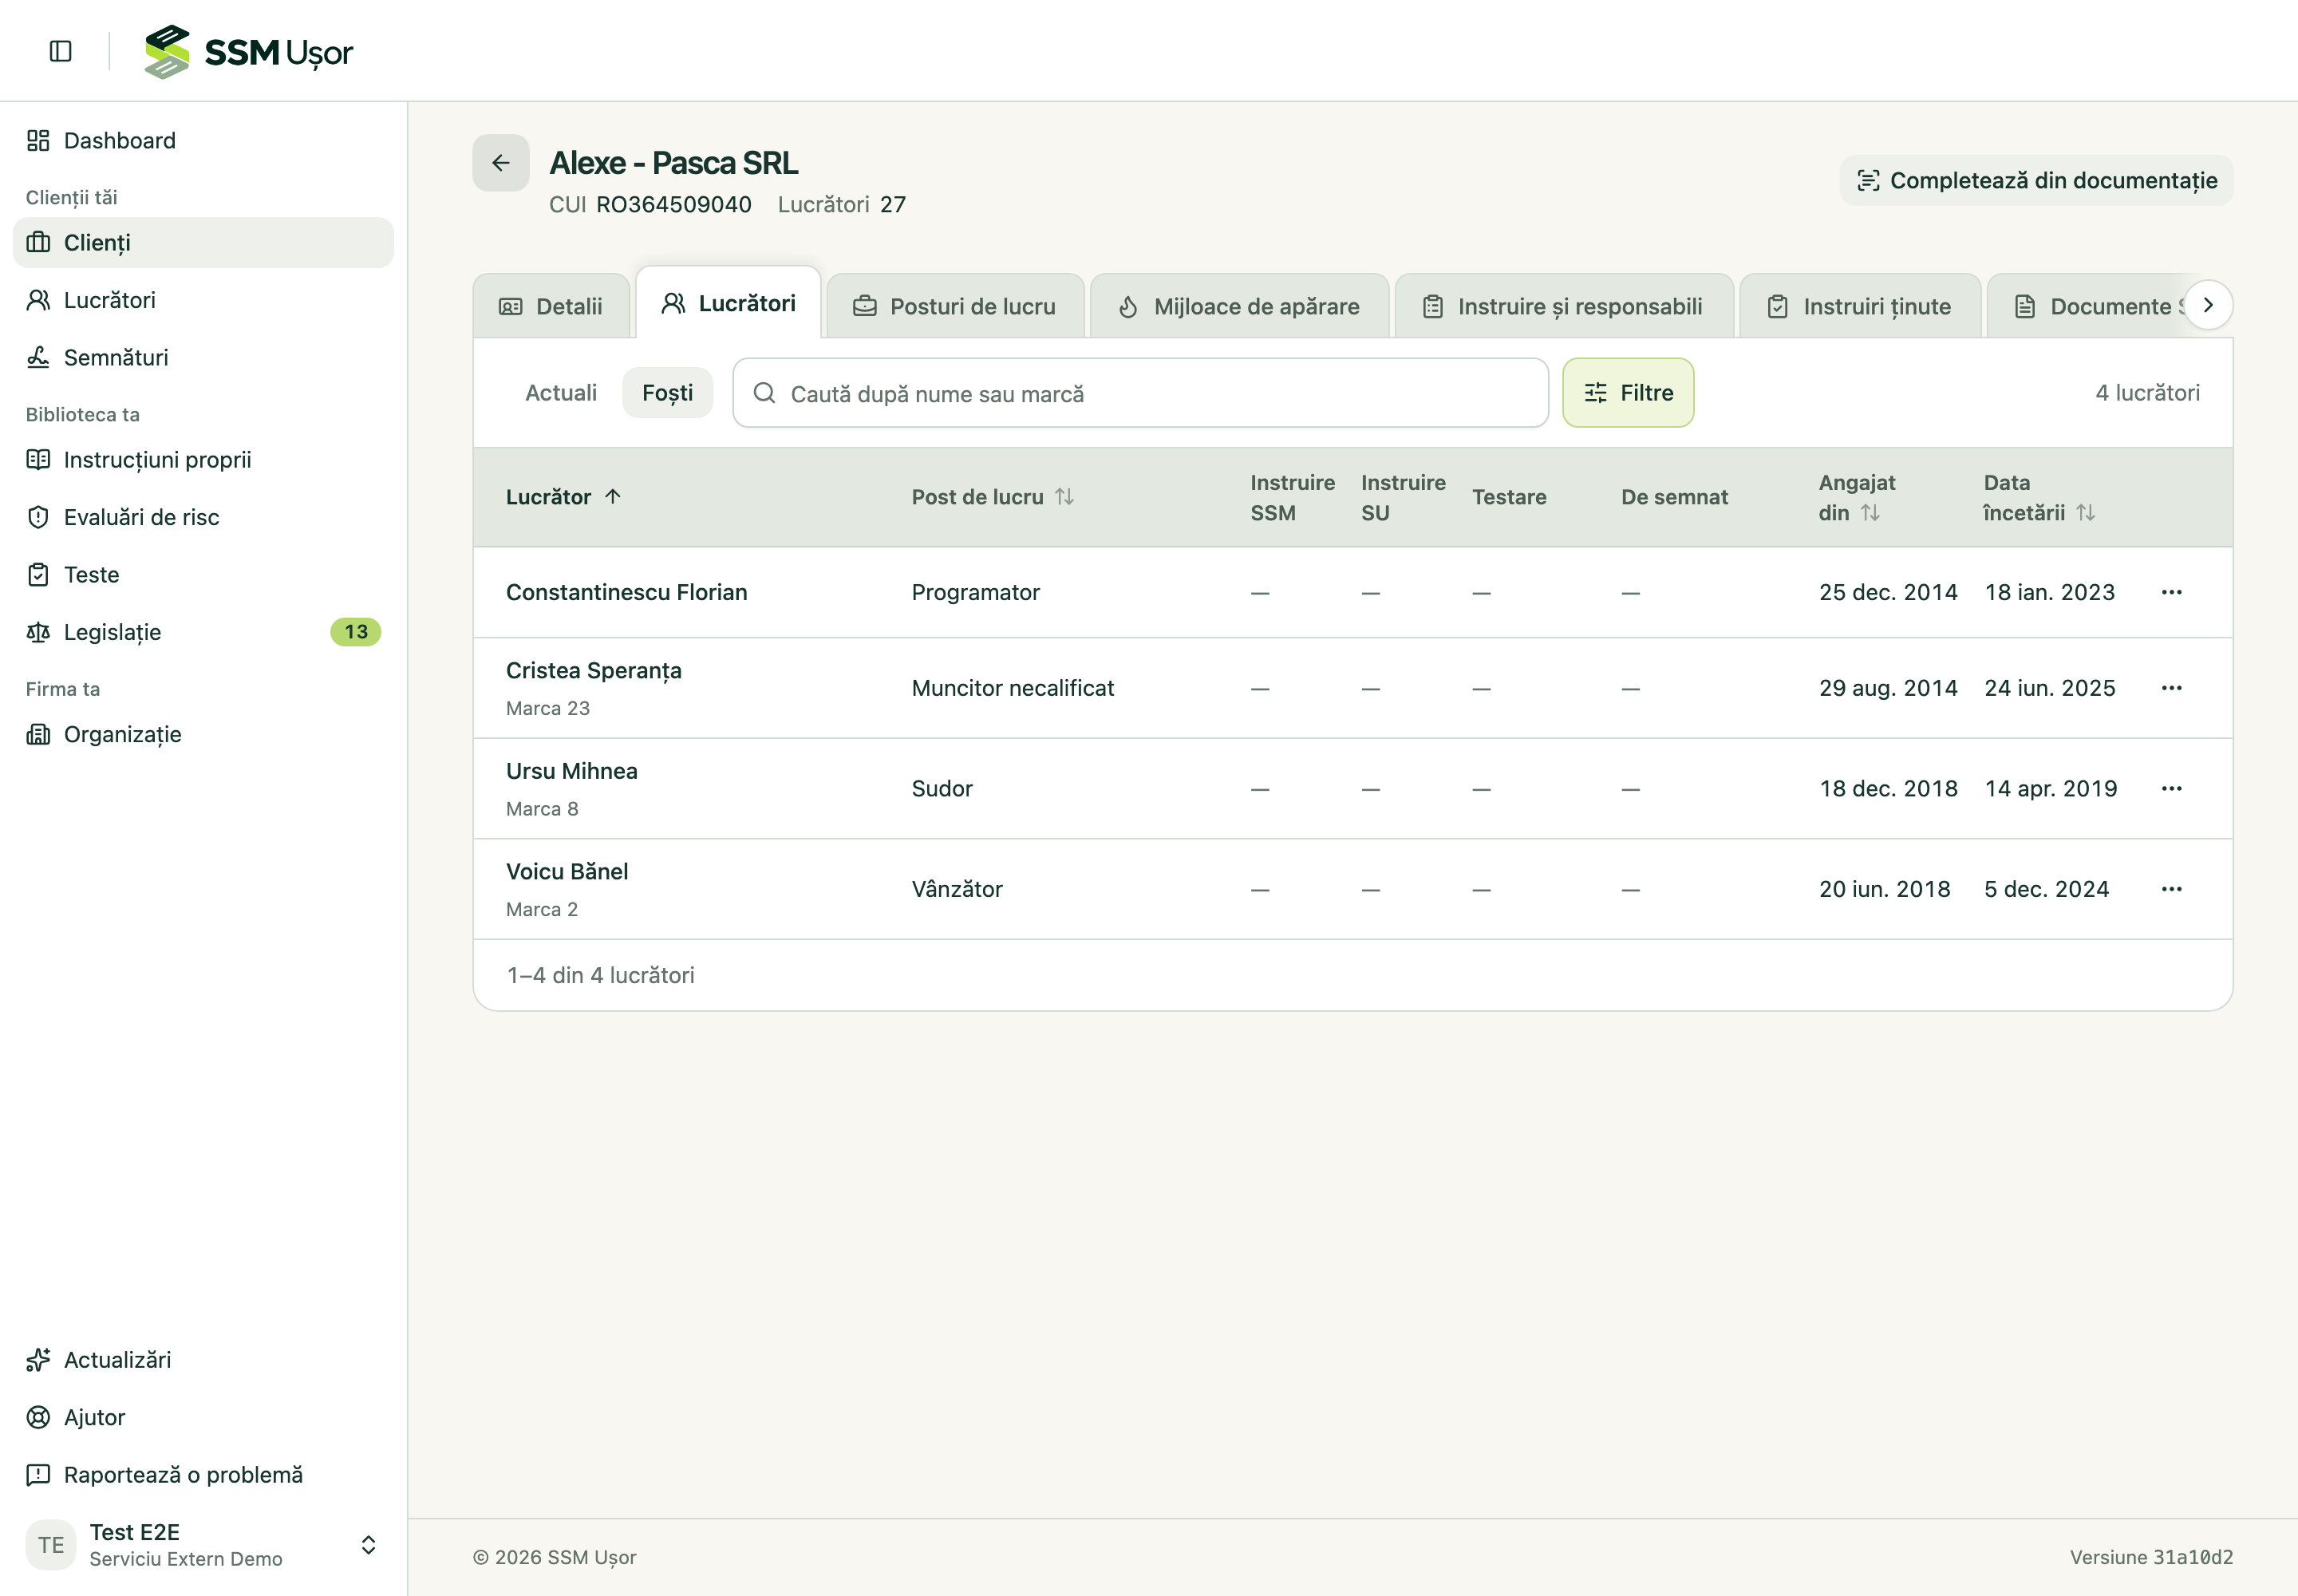 SSM Ușor
Dashboard
Clienții tăi
Clienți
Lucrători
Semnături
Biblioteca ta
Instrucțiuni proprii
Evaluări de risc
Teste
Legislație 13
Firma ta
Organizație
Actualizări
Ajutor
Raportează o problemă
TE
Test E2E
Serviciu Extern Demo
Alexe - Pasca SRL
CUI RO364509040 Lucrători 27
Completează din documentație
Detalii Lucrători Posturi de lucru Mijloace de apărare Instruire și responsabili Instruiri ținute Documente
Actuali Foști Caută după nume sau marcă Filtre 4 lucrători
Lucrător Post de lucru Instruire SSM Instruire SU Testare De semnat Angajat din Data încetării
Constantinescu Florian Programator — — — — 25 dec. 2014 18 ian. 2023
Cristea Speranța
Marca 23
Muncitor necalificat — — — — 29 aug. 2014 24 iun. 2025
Ursu Mihnea
Marca 8
Sudor — — — — 18 dec. 2018 14 apr. 2019
Voicu Bănel
Marca 2
Vânzător — — — — 20 iun. 2018 5 dec. 2024
1–4 din 4 lucrători
© 2026 SSM Ușor
Versiune 31a10d2